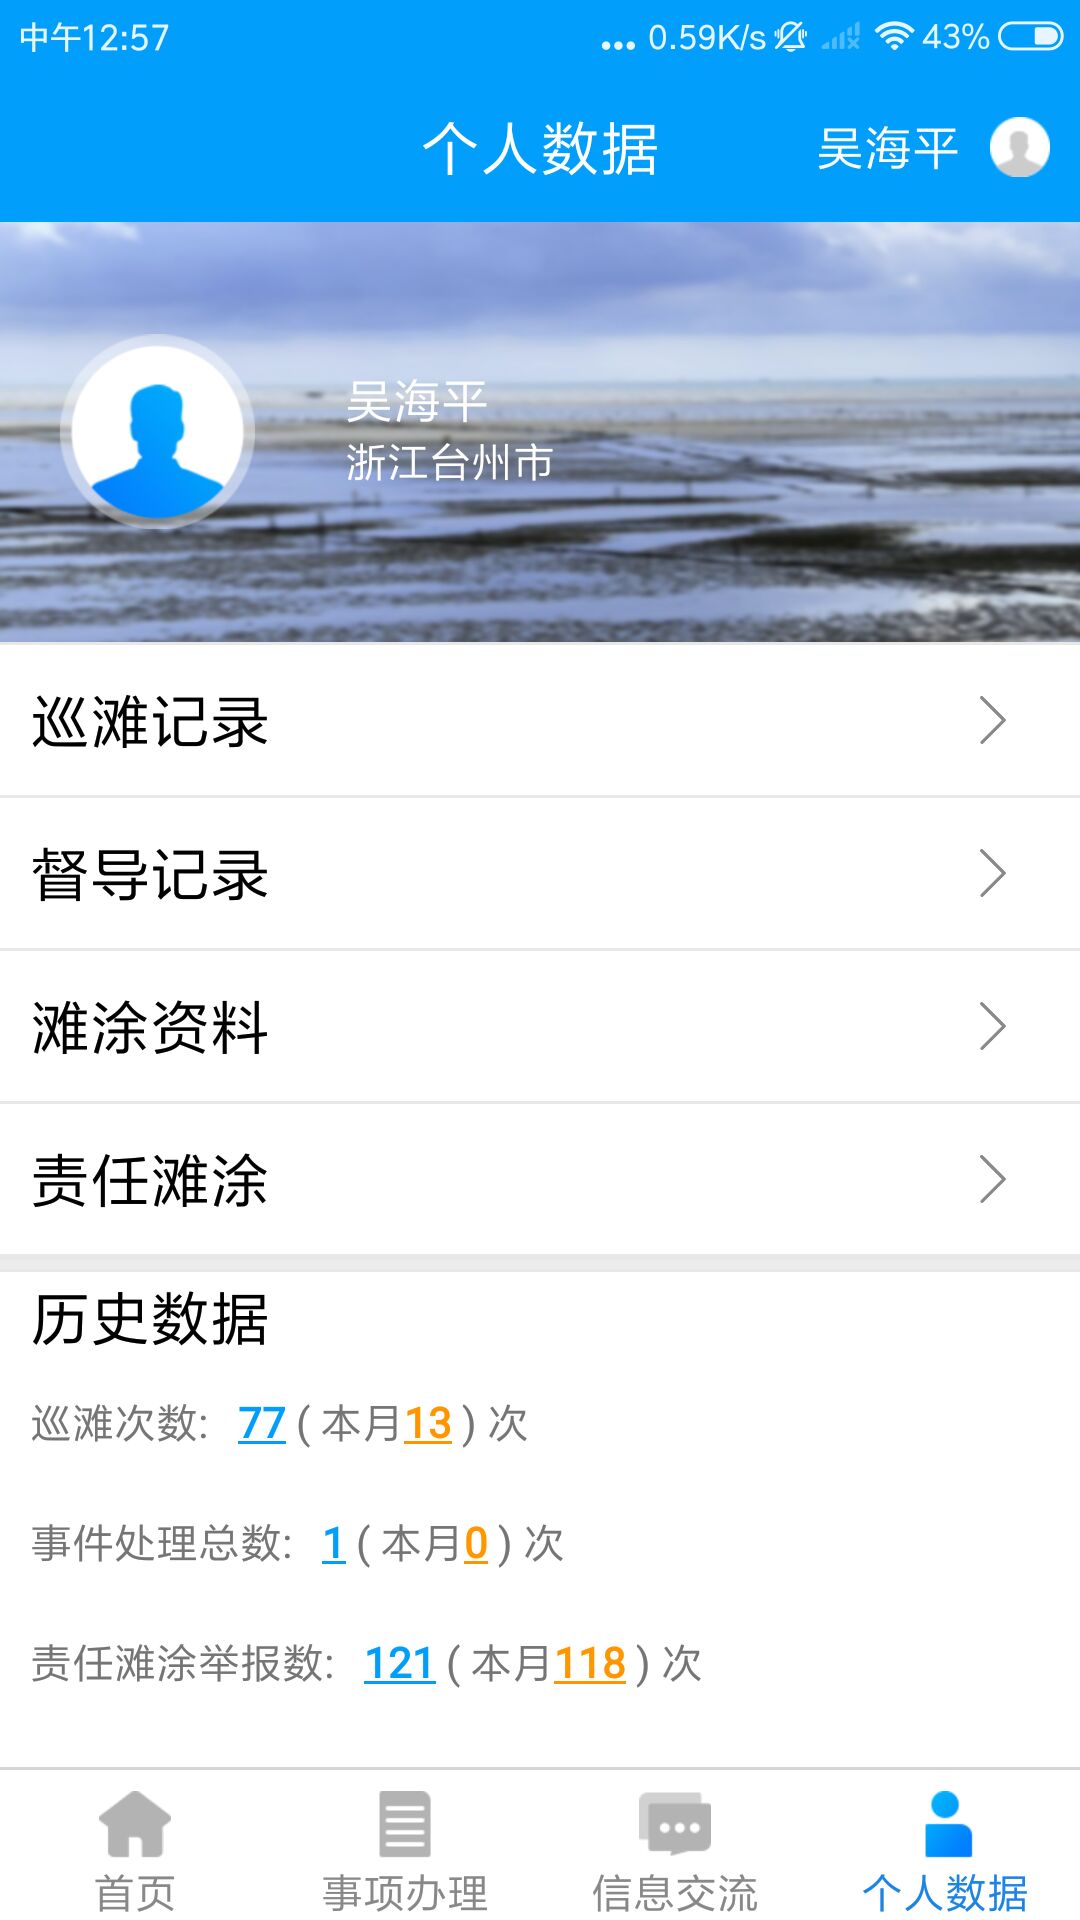 中午12:57 ... 0.59K/s 43%
个人数据 吴海平
吴海平
浙江台州市
巡滩记录
督导记录
滩涂资料
责任滩涂
历史数据
巡滩次数: 77 ( 本月13 ) 次
事件处理总数: 1 ( 本月0 ) 次
责任滩涂举报数: 121 ( 本月118 ) 次
首页 事项办理 信息交流 个人数据